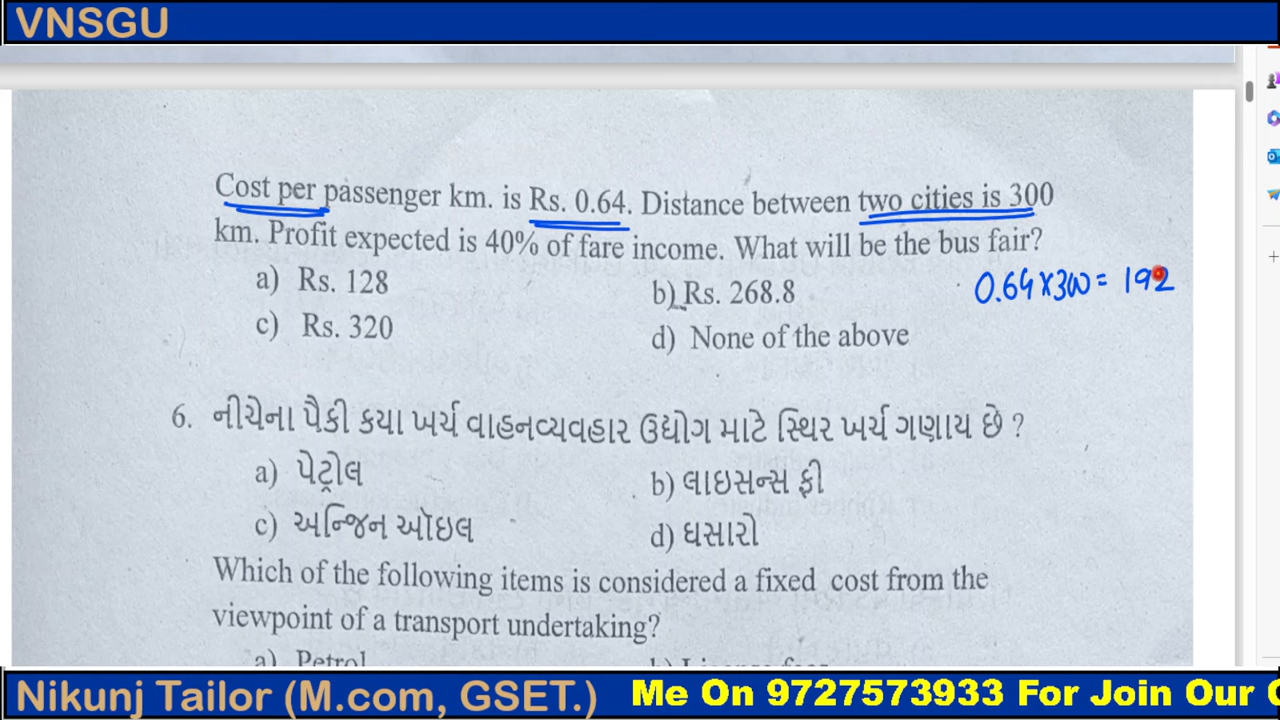 VNSGU
Cost per passenger km. is Rs. 0.64. Distance between two cities is 300
km. Profit expected is 40% of fare income. What will be the bus fair?
a) Rs. 128
b) Rs. 268.8
0.64 x 300 = 192
c) Rs. 320
d) None of the above
6. નીચેના પૈકી કયા ખર્ચ વાહનવ્યવહાર ઉદ્યોગ માટે સ્થિર ખર્ચ ગણાય છે ?
a) પેટ્રોલ
b) લાઇસન્સ ફી
c) અન્જિન ઑઇલ
d) ઘસારો
Which of the following items is considered a fixed cost from the
viewpoint of a transport undertaking?
a) Petrol
Nikunj Tailor (M.com, GSET.)
Me On 9727573933 For Join Our